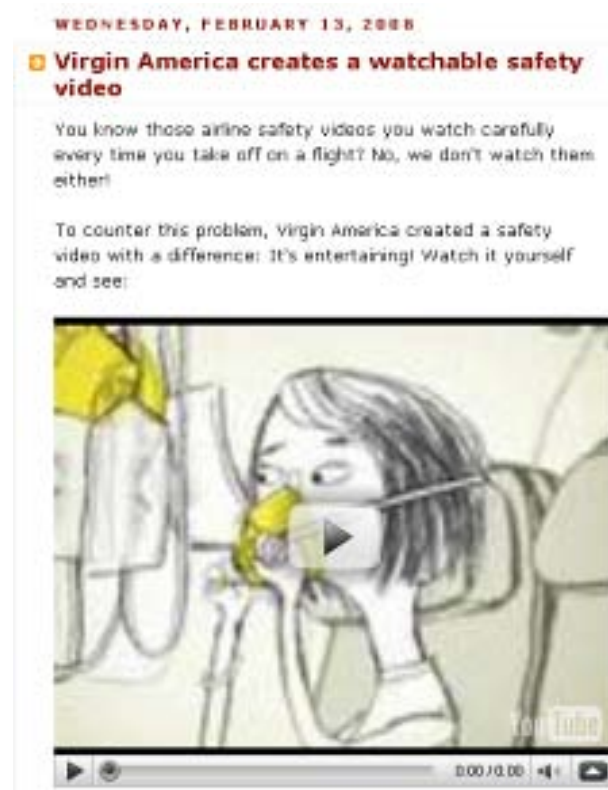 WEDNESDAY, FEBRUARY 13, 2008
Virgin America creates a watchable safety
video
You know those airline safety videos you watch carefully
every time you take off on a flight? No, we don't watch them
either!
To counter this problem, Virgin America created a safety
video with a difference: It's entertaining! Watch it yourself
and see:
YouTube
0:00 / 0:00